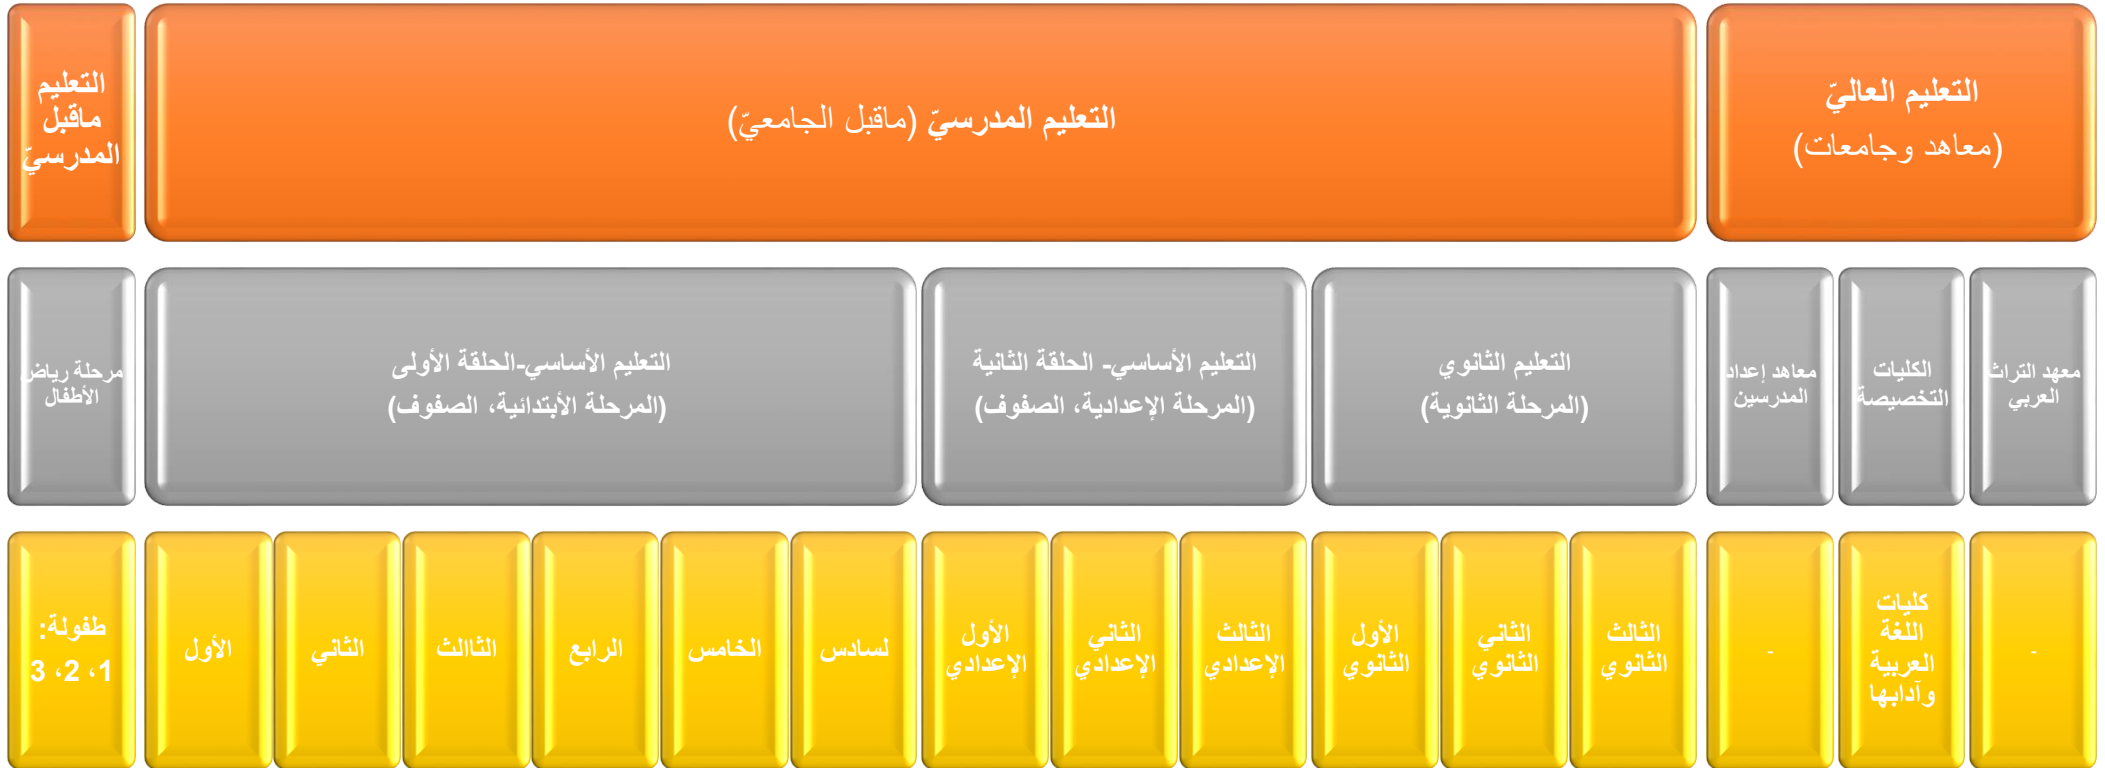 التعليم
ماقبل
المدرسيّ
التعليم المدرسيّ (ماقبل الجامعيّ)
التعليم العاليّ
(معاهد وجامعات)
مرحلة رياض
الأطفال
التعليم الأساسي-الحلقة الأولى
(المرحلة الأبتدائية، الصفوف)
التعليم الأساسي- الحلقة الثانية
(المرحلة الإعدادية، الصفوف)
التعليم الثانوي
(المرحلة الثانوية)
معاهد إعداد
المدرسين
الكليات
التخصيصة
معهد التراث
العربي
طفولة:
1، 2، 3
الأول
الثاني
الثاالث
الرابع
الخامس
لسادس
الأول
الإعدادي
الثاني
الإعدادي
الثالث
الإعدادي
الأول
الثانوي
الثاني
الثانوي
الثالث
الثانوي
-
كليات
اللغة
العربية
وآدابها
-